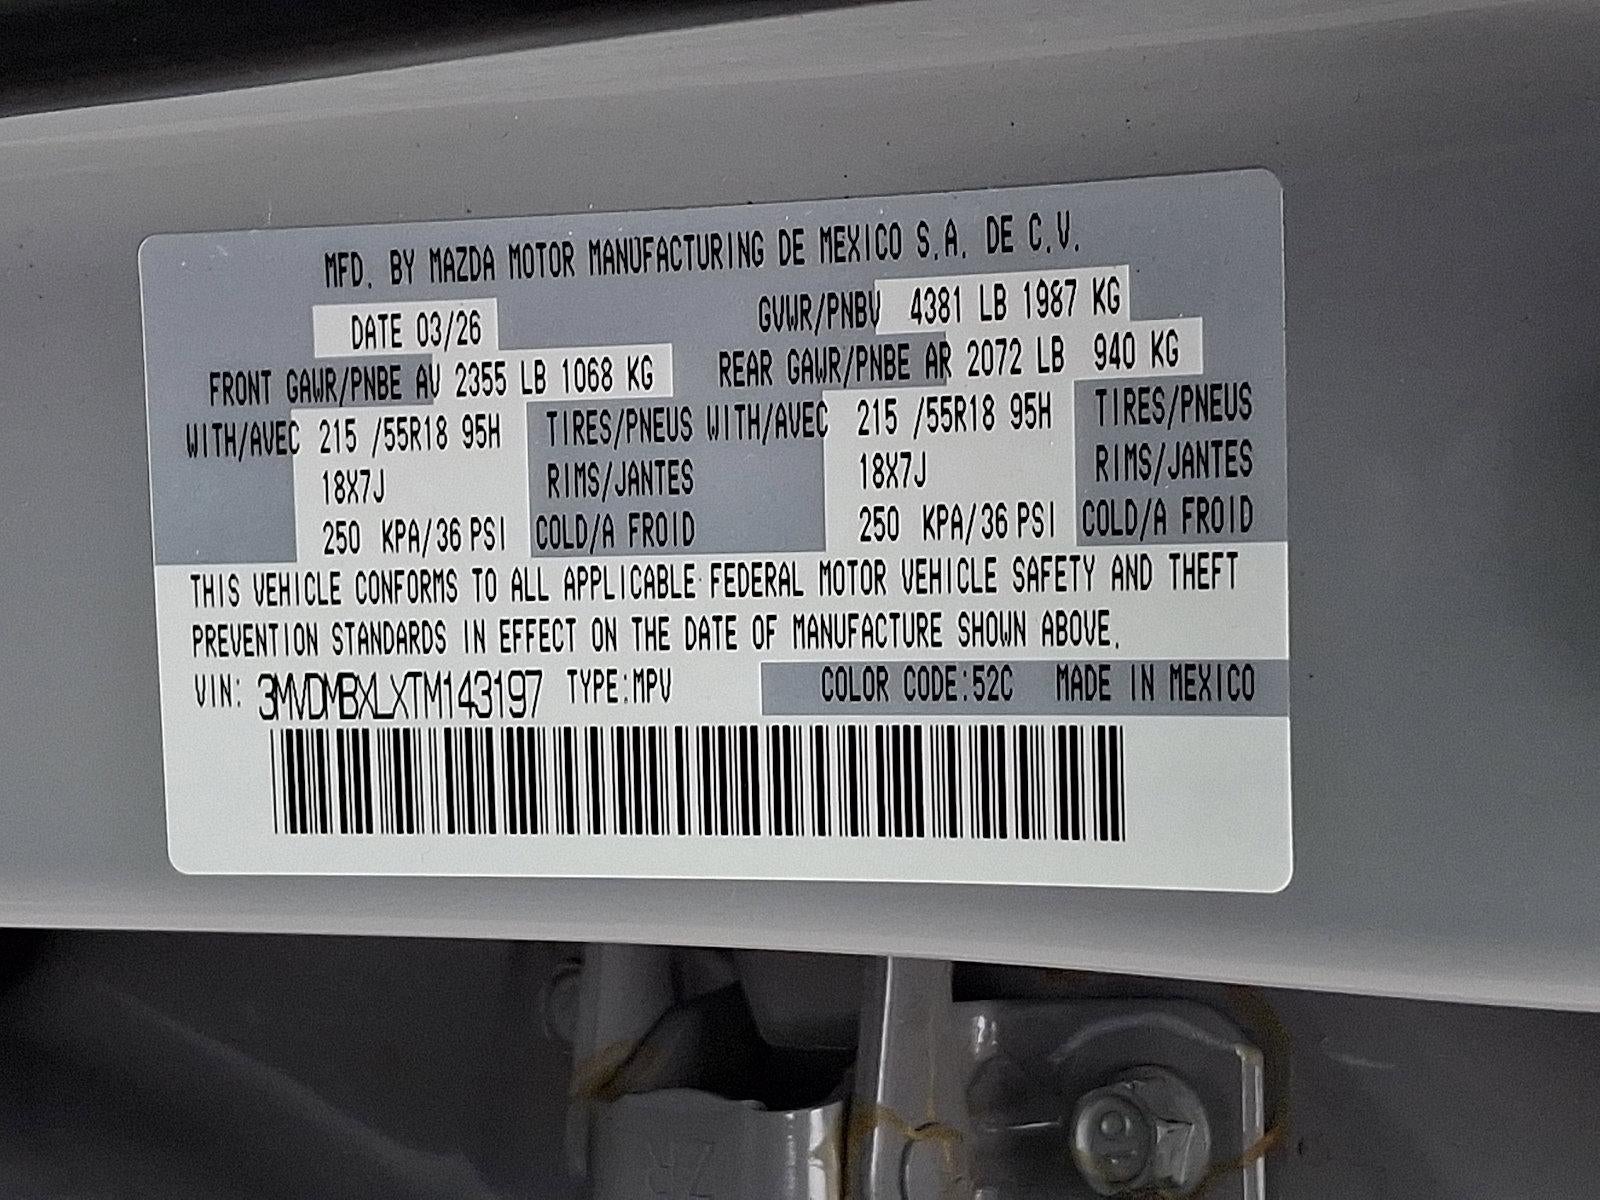 MFD. BY MAZDA MOTOR MANUFACTURING DE MEXICO S.A. DE C.V.
DATE 03/26 GVWR/PNBV 4381 LB 1987 KG
FRONT GAWR/PNBE AV 2355 LB 1068 KG REAR GAWR/PNBE AR 2072 LB 940 KG
WITH/AVEC 215 /55R18 95H TIRES/PNEUS WITH/AVEC 215 /55R18 95H TIRES/PNEUS
18X7J RIMS/JANTES 18X7J RIMS/JANTES
250 KPA/36 PSI COLD/A FROID 250 KPA/36 PSI COLD/A FROID
THIS VEHICLE CONFORMS TO ALL APPLICABLE FEDERAL MOTOR VEHICLE SAFETY AND THEFT
PREVENTION STANDARDS IN EFFECT ON THE DATE OF MANUFACTURE SHOWN ABOVE.
VIN: 3MVDMBXLXTM143197 TYPE:MPV COLOR CODE:52C MADE IN MEXICO